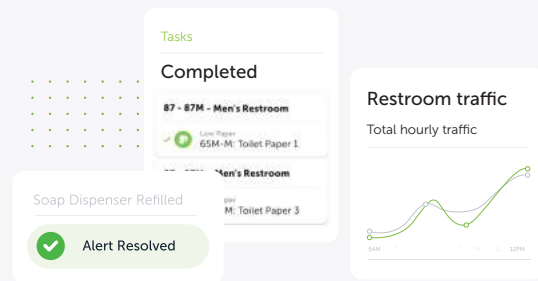 Tasks
Completed
87 - 87M - Men's Restroom
Low Paper
65M-M: Toilet Paper 1
Men's Restroom
M: Toilet Paper 3
Soap Dispenser Refilled
Alert Resolved
Restroom traffic
Total hourly traffic
5AM
12PM